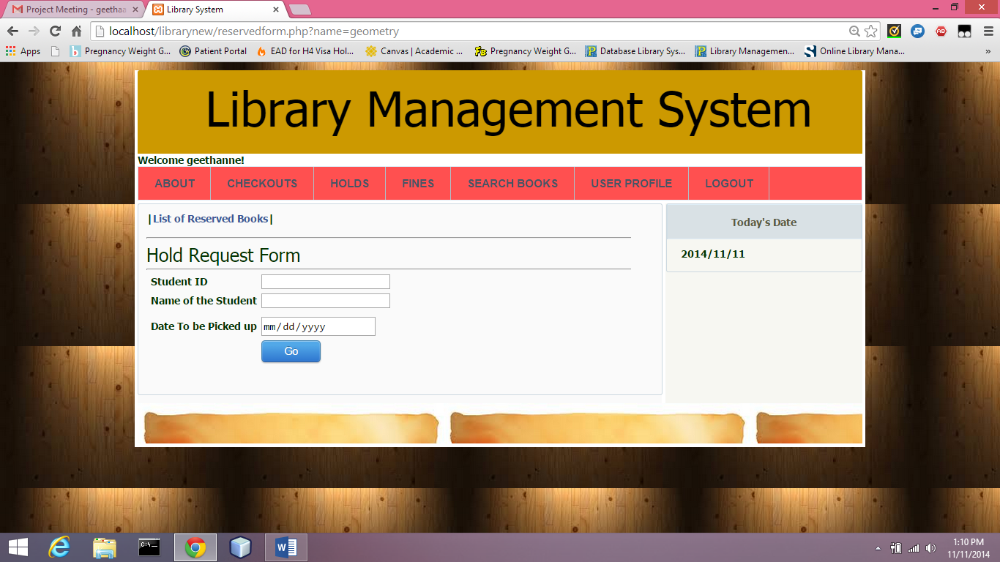 Project Meeting - geethaa
Library System
localhost/librarynew/reservedform.php?name=geometry
Apps Pregnancy Weight G... Patient Portal EAD for H4 Visa Hol... Canvas | Academic ... Pregnancy Weight G... Database Library Sys... Library Managemen... Online Library Mana... »
Library Management System
Welcome geethanne!
ABOUT CHECKOUTS HOLDS FINES SEARCH BOOKS USER PROFILE LOGOUT
|List of Reserved Books|
Today's Date
2014/11/11
Hold Request Form
Student ID
Name of the Student
Date To be Picked up mm/dd/yyyy
Go
1:10 PM
11/11/2014